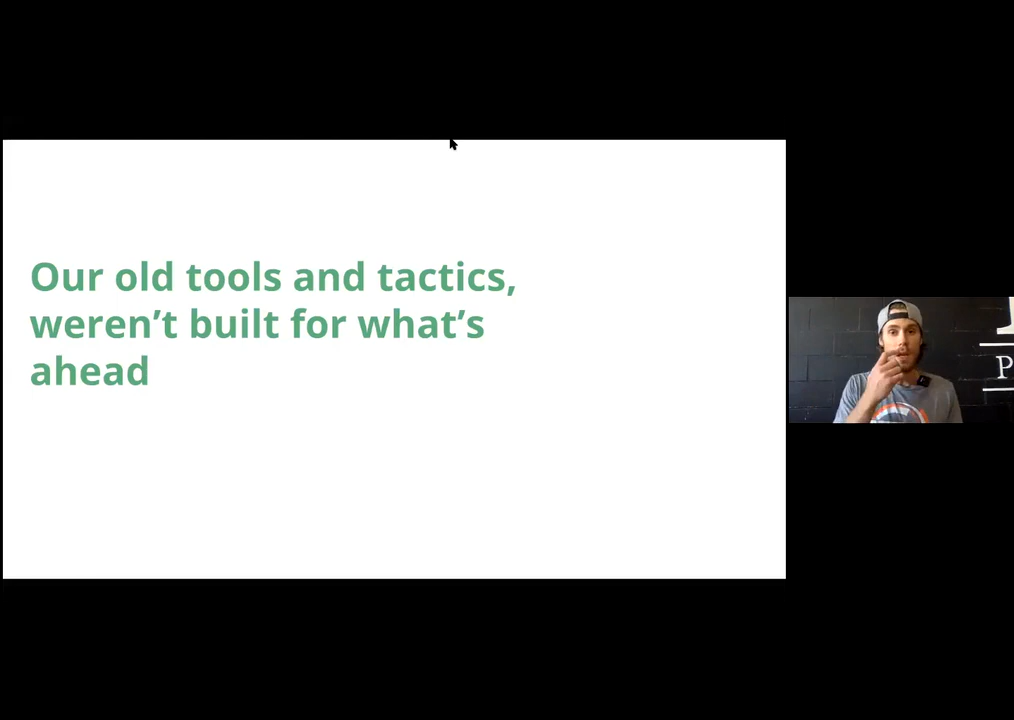 Our old tools and tactics,
weren’t built for what’s
ahead
P